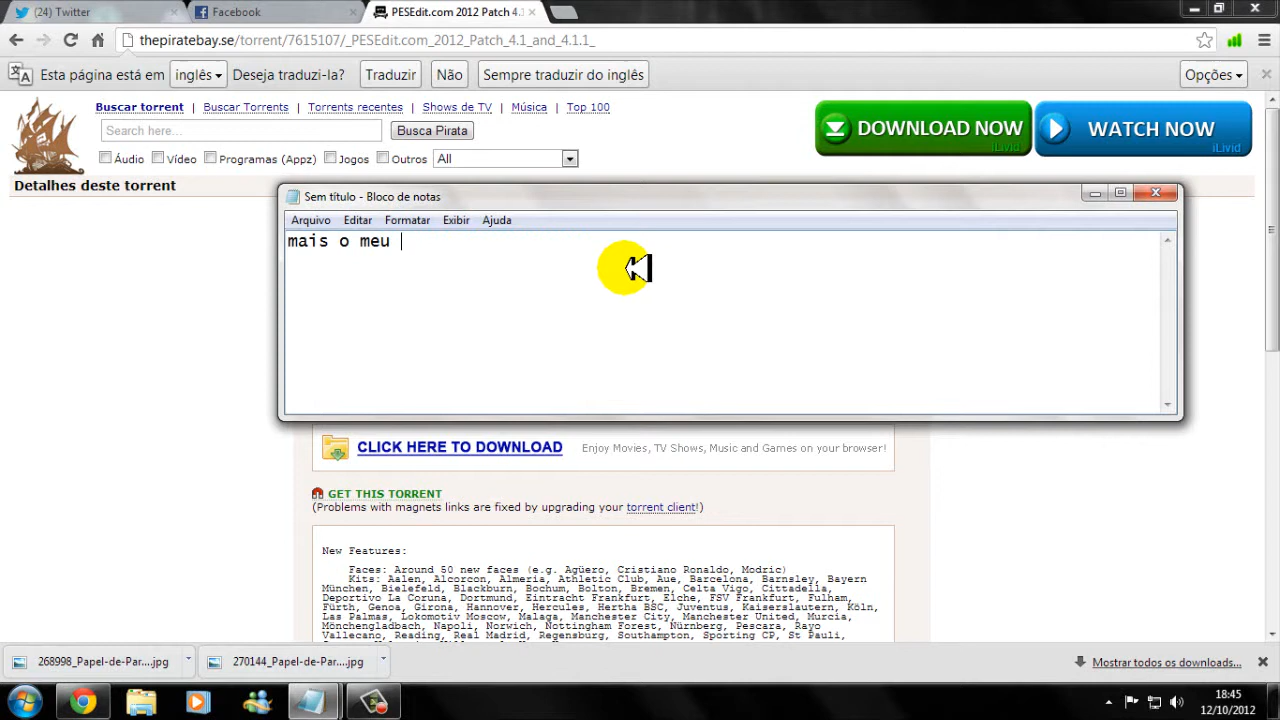 (24) Twitter
Facebook
PESEdit.com 2012 Patch 4.1
thepiratebay.se/torrent/7615107/_PESEdit.com_2012_Patch_4.1_and_4.1.1_
Esta página está em inglês Deseja traduzi-la? Traduzir Não Sempre traduzir do inglês Opções
Buscar torrent Buscar Torrents Torrents recentes Shows de TV Música Top 100
Search here... Busca Pirata
DOWNLOAD NOW
iLivid
WATCH NOW
iLivid
Áudio Vídeo Programas (Appz) Jogos Outros All
Detalhes deste torrent
Sem título - Bloco de notas
Arquivo Editar Formatar Exibir Ajuda
mais o meu
CLICK HERE TO DOWNLOAD Enjoy Movies, TV Shows, Music and Games on your browser!
GET THIS TORRENT
(Problems with magnets links are fixed by upgrading your torrent client!)
New Features:
Faces: Around 50 new faces (e.g. Agüero, Cristiano Ronaldo, Modric)
Kits: Aalen, Alcorcon, Almeria, Athletic Club, Aue, Barcelona, Barnsley, Bayern
München, Bielefeld, Blackburn, Bochum, Bolton, Bremen, Celta Vigo, Cittadella,
Deportivo La Coruna, Dortmund, Eintracht Frankfurt, Elche, FSV Frankfurt, Fulham,
Fürth, Genoa, Girona, Hannover, Hercules, Hertha BSC, Juventus, Kaiserslautern, Köln,
Las Palmas, Lokomotiv Moscow, Malaga, Manchester City, Manchester United, Murcia,
Mönchengladbach, Napoli, Norwich, Nottingham Forest, Nürnberg, Pescara, Rayo
Vallecano, Reading, Real Madrid, Regensburg, Southampton, Sporting CP, St Pauli,
268998_Papel-de-Par....jpg
270144_Papel-de-Par....jpg
Mostrar todos os downloads...
18:45
12/10/2012